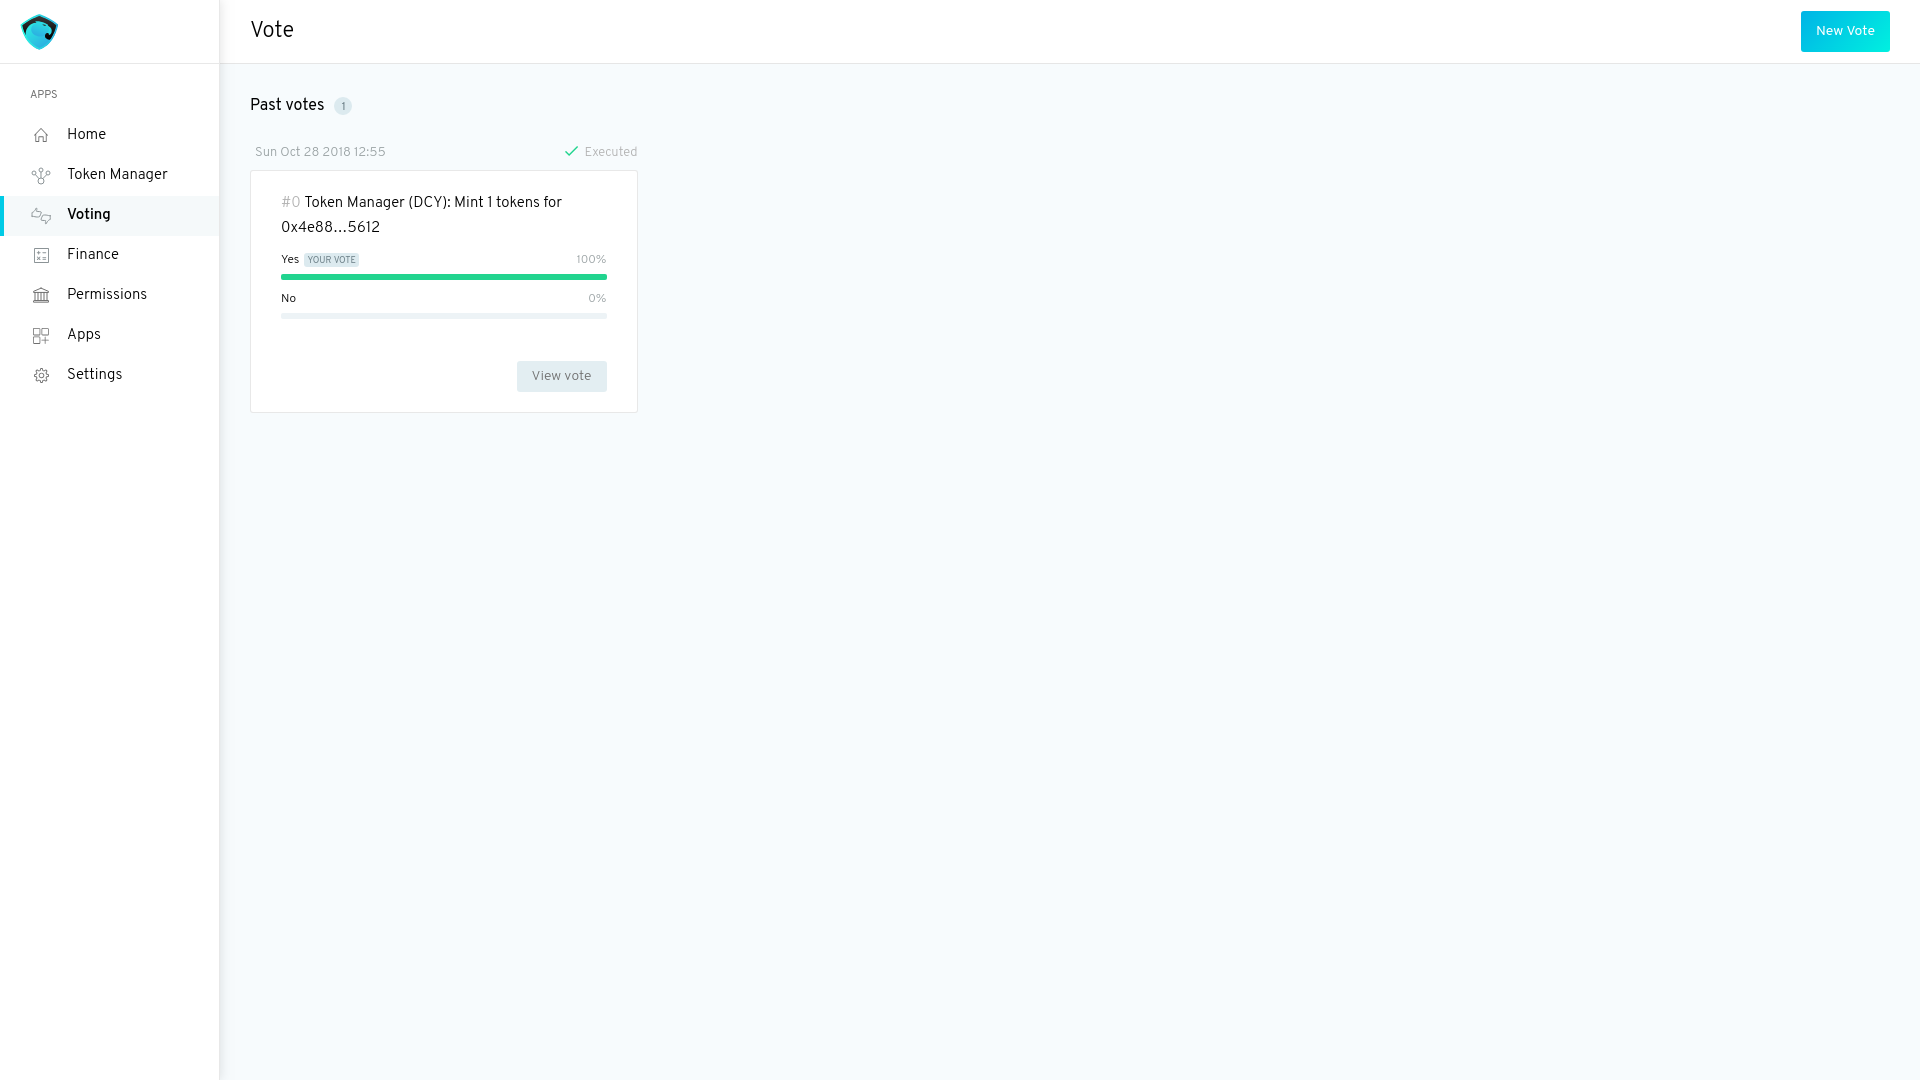 Vote
New Vote
APPS
Home
Token Manager
Voting
Finance
Permissions
Apps
Settings
Past votes 1
Sun Oct 28 2018 12:55
Executed
#0 Token Manager (DCY): Mint 1 tokens for
0x4e88...5612
Yes YOUR VOTE 100%
No 0%
View vote